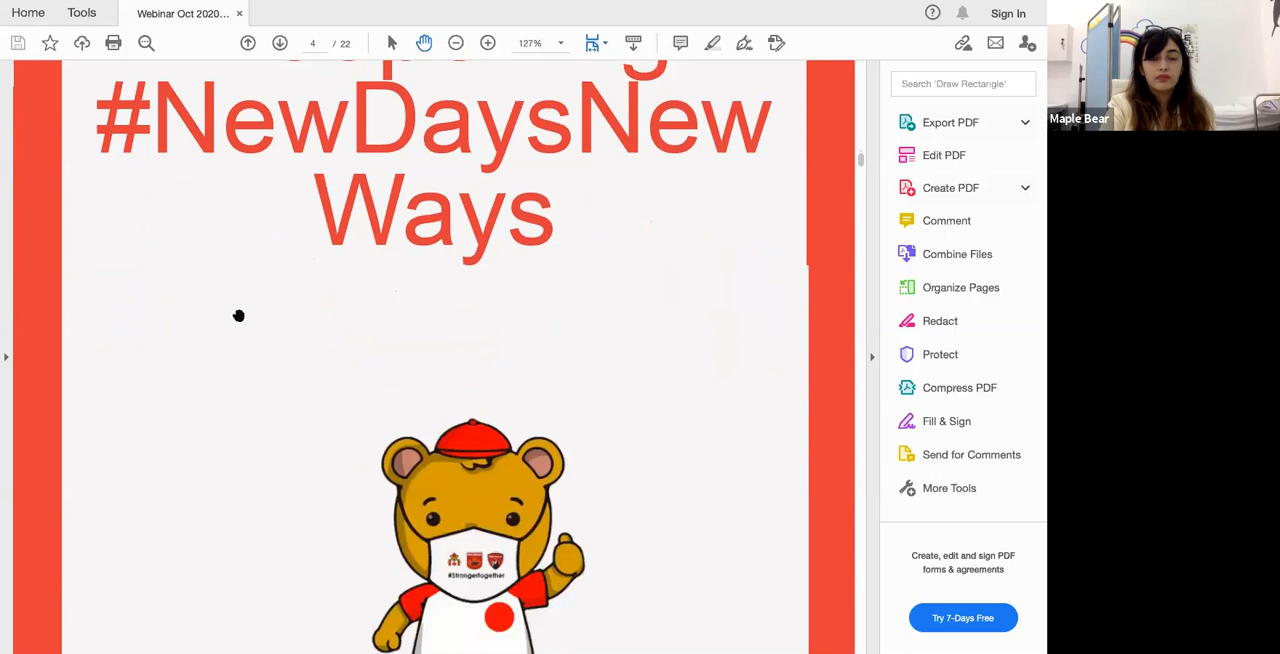 Home
Tools
Webinar Oct 2020...
Sign In
4 / 22
127%
#NewDaysNew
Ways
#Strongertogether
Search 'Draw Rectangle'
Export PDF
Edit PDF
Create PDF
Comment
Combine Files
Organize Pages
Redact
Protect
Compress PDF
Fill & Sign
Send for Comments
More Tools
Create, edit and sign PDF
forms & agreements
Try 7-Days Free
Maple Bear